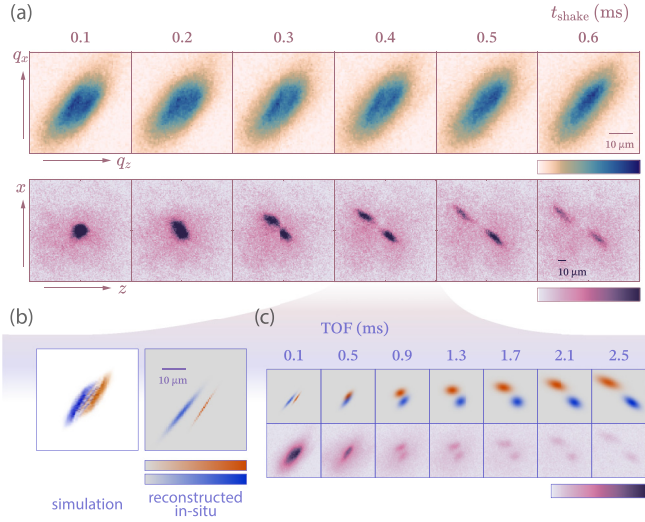 (a)
t_shake (ms)
0.1 0.2 0.3 0.4 0.5 0.6
q_x
10 µm
q_z
x
10 µm
z
(b)
(c)
TOF (ms)
0.1 0.5 0.9 1.3 1.7 2.1 2.5
10 µm
simulation
reconstructed
in-situ